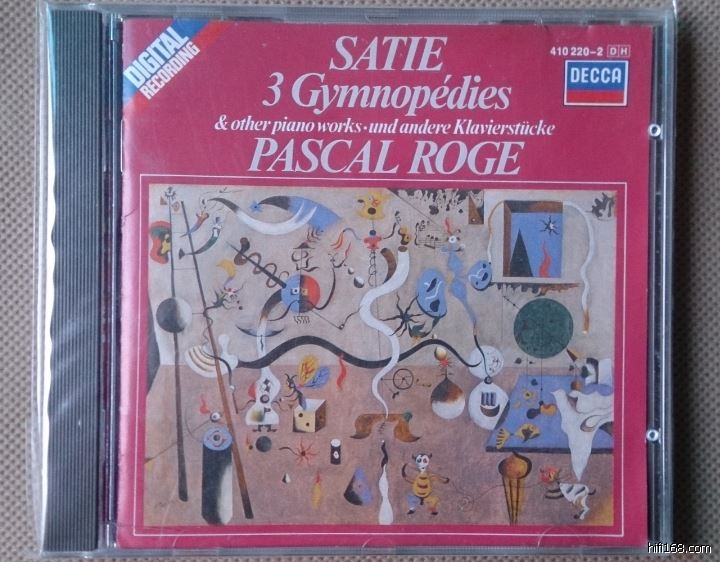 DIGITAL
RECORDING
SATIE
3 Gymnopédies
& other piano works • und andere Klavierstücke
PASCAL ROGE
410 220-2 DH
DECCA
hifi168.com